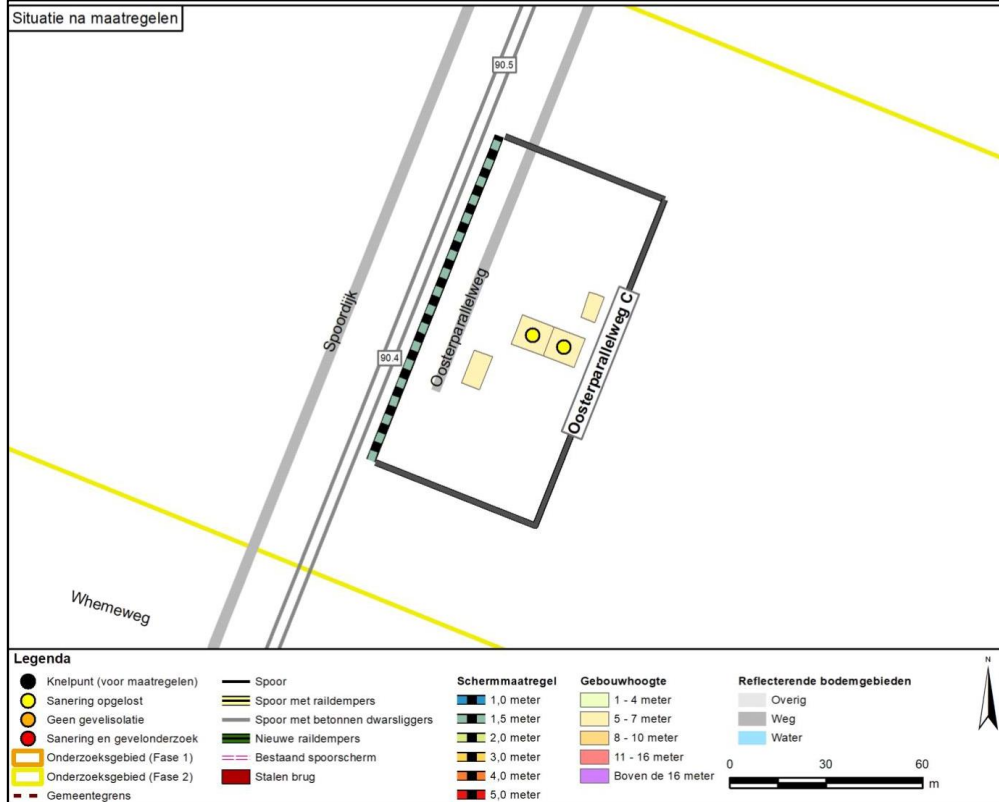 Situatie na maatregelen
90.5
Spoordijk
Oosterparallelweg
90.4
Oosterparallelweg C
Whemeweg
Legenda
Knelpunt (voor maatregelen)
Sanering opgelost
Geen gevelisolatie
Sanering en gevelonderzoek
Onderzoeksgebied (Fase 1)
Onderzoeksgebied (Fase 2)
Gemeentegrens
Spoor
Spoor met raildempers
Spoor met betonnen dwarsliggers
Nieuwe raildempers
Bestaand spoorscherm
Stalen brug
Schermmaatregel
1,0 meter
1,5 meter
2,0 meter
3,0 meter
4,0 meter
5,0 meter
Gebouwhoogte
1 - 4 meter
5 - 7 meter
8 - 10 meter
11 - 16 meter
Boven de 16 meter
Reflecterende bodemgebieden
Overig
Weg
Water
N
0 30 60
m